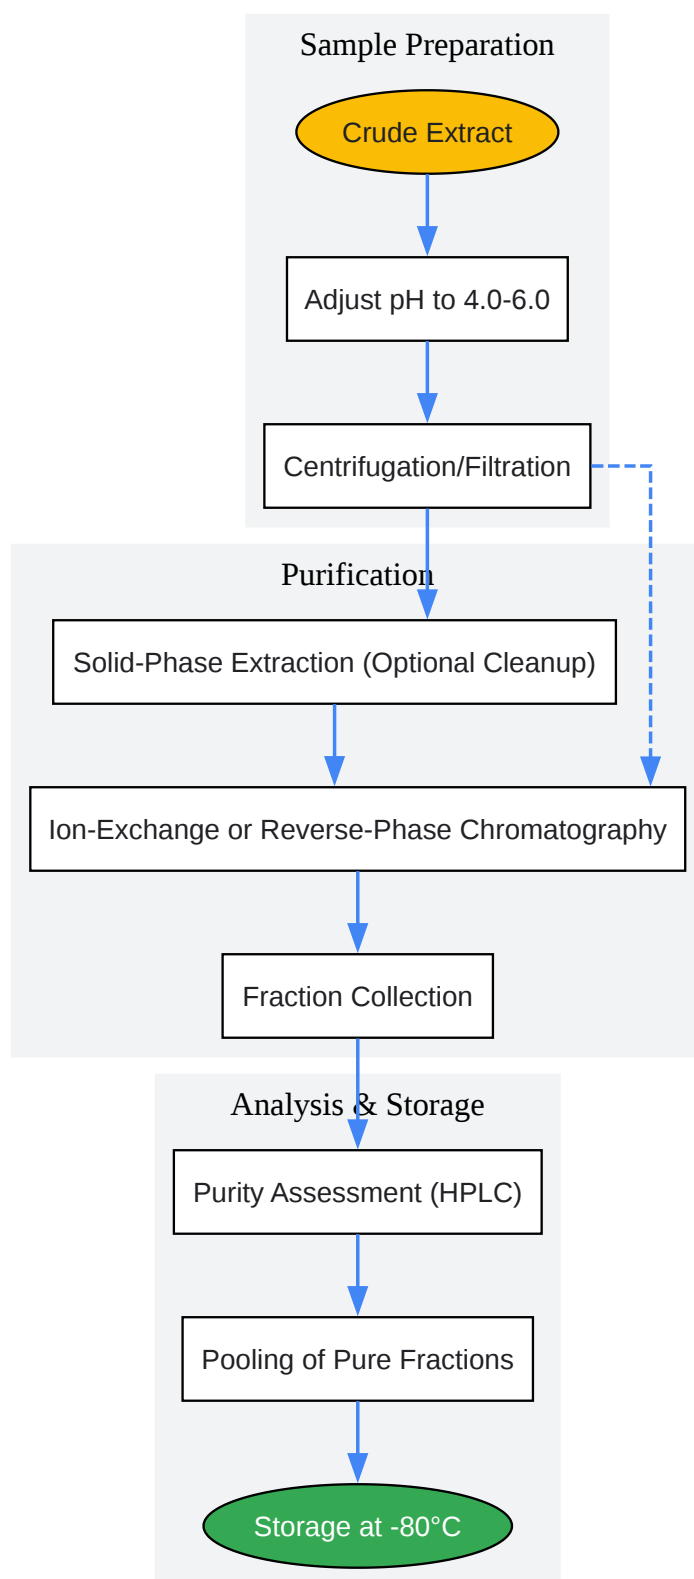 Sample Preparation
Crude Extract
Adjust pH to 4.0-6.0
Centrifugation/Filtration
Purification
Solid-Phase Extraction (Optional Cleanup)
Ion-Exchange or Reverse-Phase Chromatography
Fraction Collection
Analysis & Storage
Purity Assessment (HPLC)
Pooling of Pure Fractions
Storage at -80°C